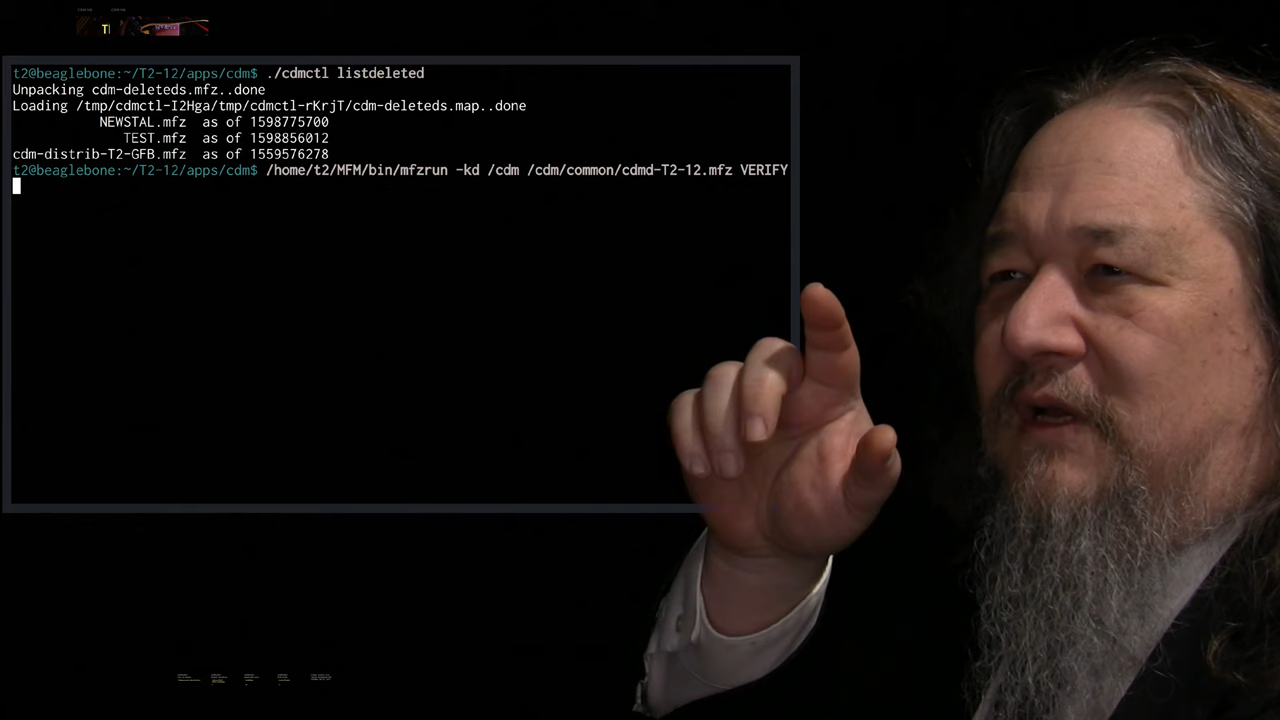 t2@beaglebone:~/T2-12/apps/cdm$ ./cdmctl listdeleted
Unpacking cdm-deleteds.mfz..done
Loading /tmp/cdmctl-I2Hga/tmp/cdmctl-rKrjT/cdm-deleteds.map..done
NEWSTAL.mfz as of 1598775700
TEST.mfz as of 1598856012
cdm-distrib-T2-GFB.mfz as of 1559576278
t2@beaglebone:~/T2-12/apps/cdm$ /home/t2/MFM/bin/mfzrun -kd /cdm /cdm/common/cdmd-T2-12.mfz VERIFY